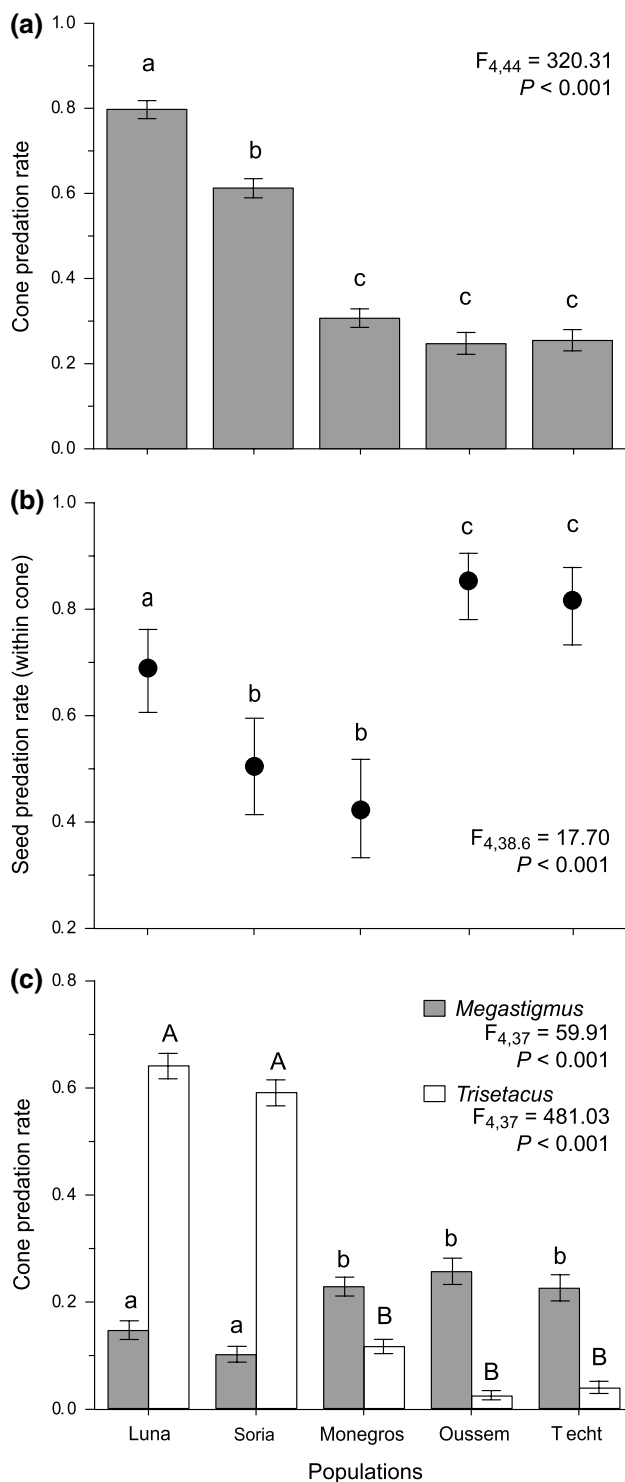 (a)
1.0
0.8
0.6
0.4
0.2
0.0
Cone predation rate
a
b
c
c
c
F4,44 = 320.31
P < 0.001
(b)
1.0
0.8
0.6
0.4
0.2
Seed predation rate (within cone)
a
b
b
c
c
F4,38.6 = 17.70
P < 0.001
(c)
0.8
0.6
0.4
0.2
0.0
Cone predation rate
Megastigmus
F4,37 = 59.91
P < 0.001
Trisetacus
F4,37 = 481.03
P < 0.001
a
A
a
A
b
B
b
B
b
B
Luna
Soria
Monegros
Oussem
T echt
Populations